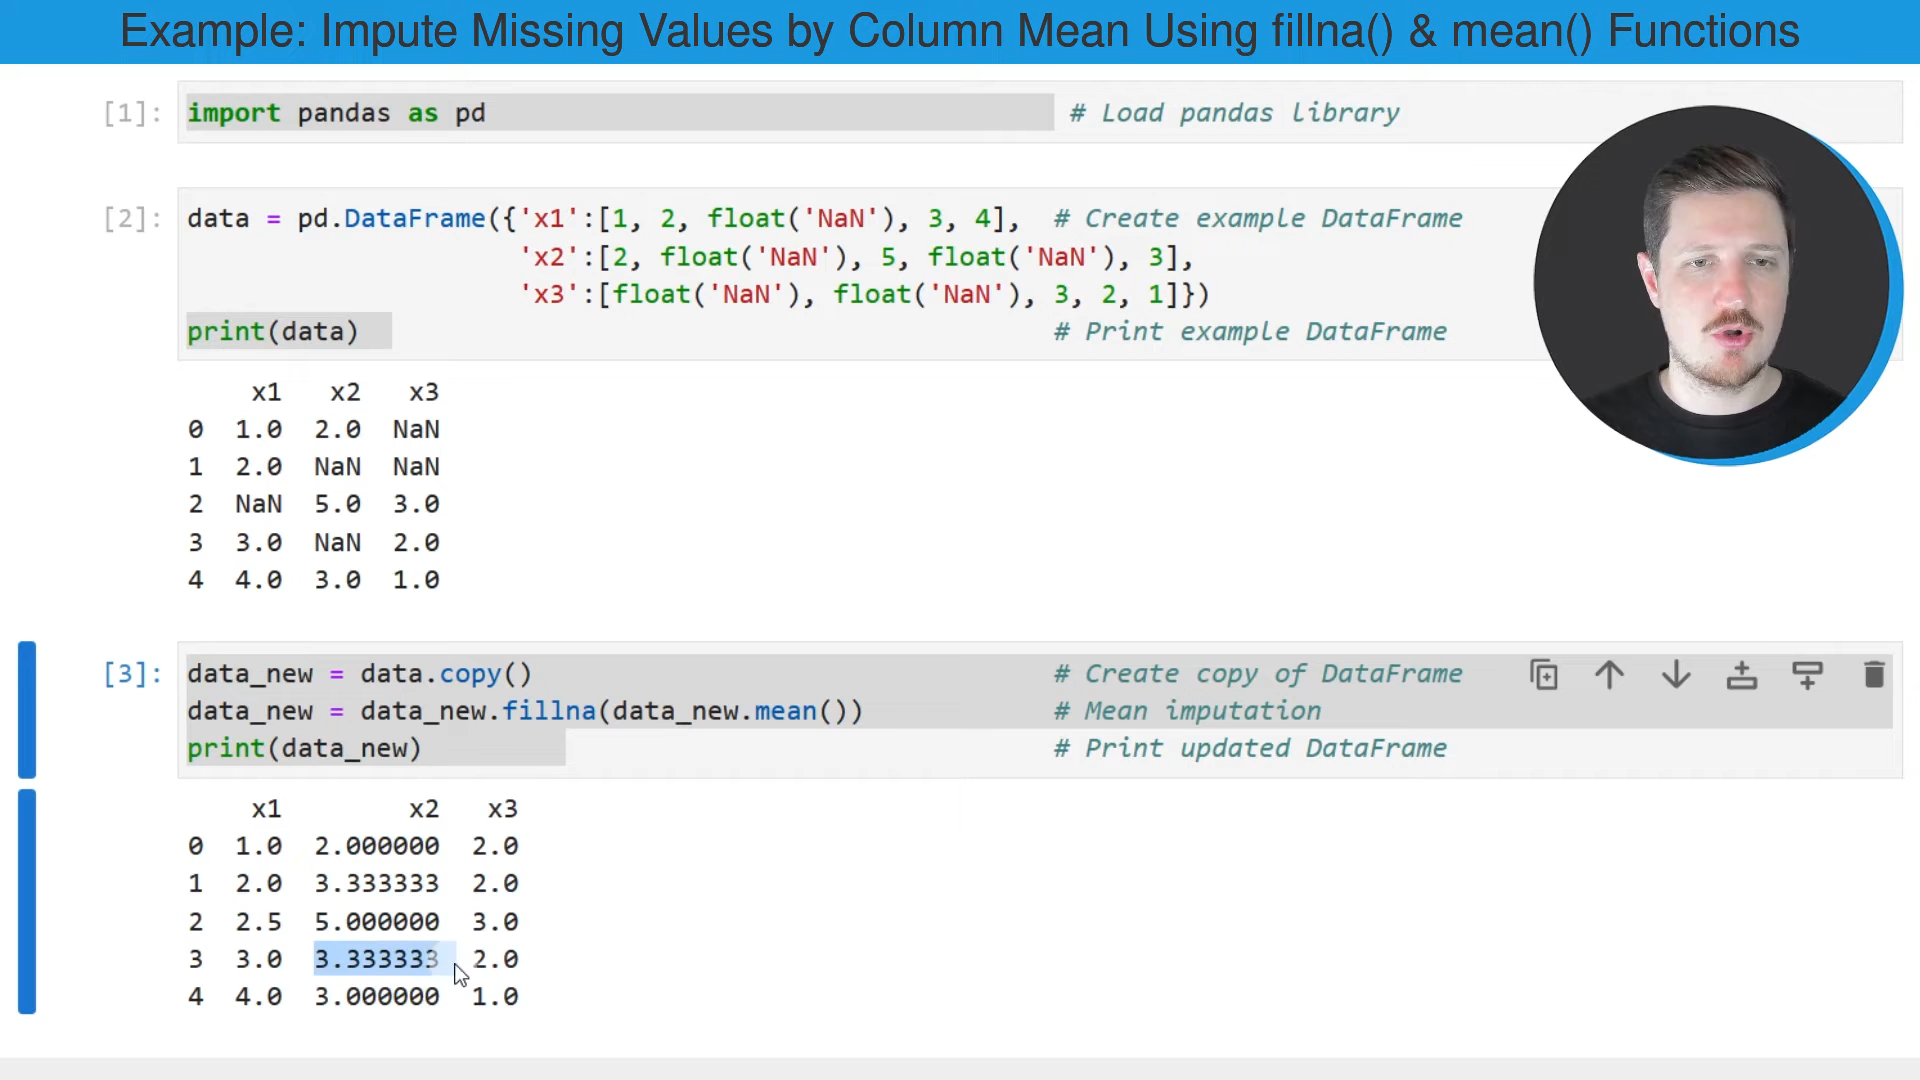 Example: Impute Missing Values by Column Mean Using fillna() & mean() Functions
[1]: import pandas as pd # Load pandas library
[2]: data = pd.DataFrame({'x1':[1, 2, float('NaN'), 3, 4], # Create example DataFrame
'x2':[2, float('NaN'), 5, float('NaN'), 3],
'x3':[float('NaN'), float('NaN'), 3, 2, 1]})
print(data) # Print example DataFrame
x1 x2 x3
0 1.0 2.0 NaN
1 2.0 NaN NaN
2 NaN 5.0 3.0
3 3.0 NaN 2.0
4 4.0 3.0 1.0
[3]: data_new = data.copy() # Create copy of DataFrame
data_new = data_new.fillna(data_new.mean()) # Mean imputation
print(data_new) # Print updated DataFrame
x1 x2 x3
0 1.0 2.000000 2.0
1 2.0 3.333333 2.0
2 2.5 5.000000 3.0
3 3.0 3.333333 2.0
4 4.0 3.000000 1.0